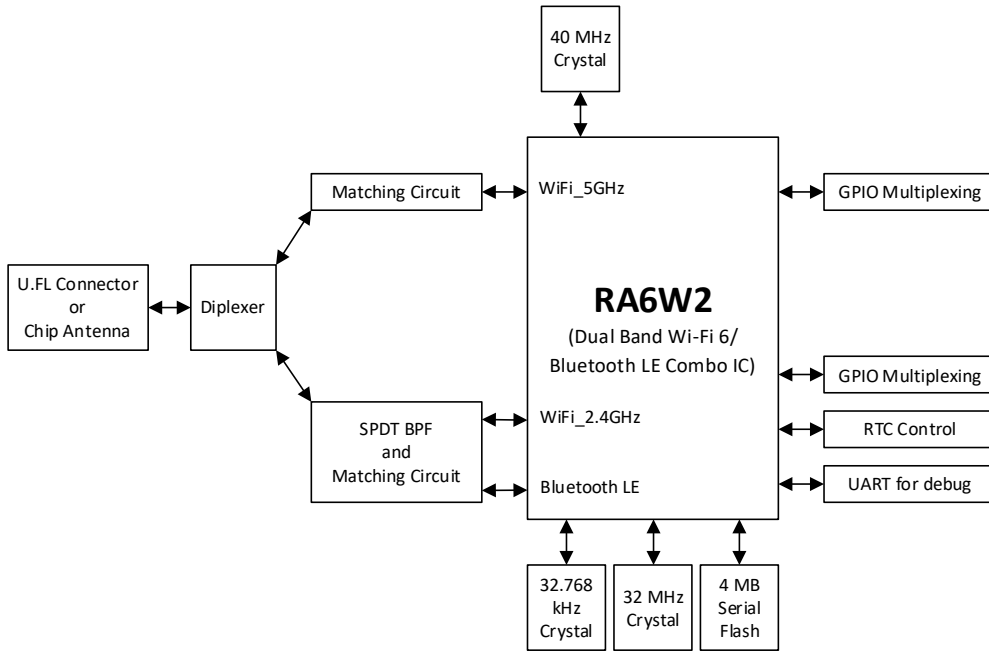 40 MHz
Crystal
Matching Circuit
WiFi_5GHz
GPIO Multiplexing
U.FL Connector
or
Chip Antenna
Diplexer
RA6W2
(Dual Band Wi-Fi 6/
Bluetooth LE Combo IC)
GPIO Multiplexing
SPDT BPF
and
Matching Circuit
WiFi_2.4GHz
RTC Control
Bluetooth LE
UART for debug
32.768
kHz
Crystal
32 MHz
Crystal
4 MB
Serial
Flash